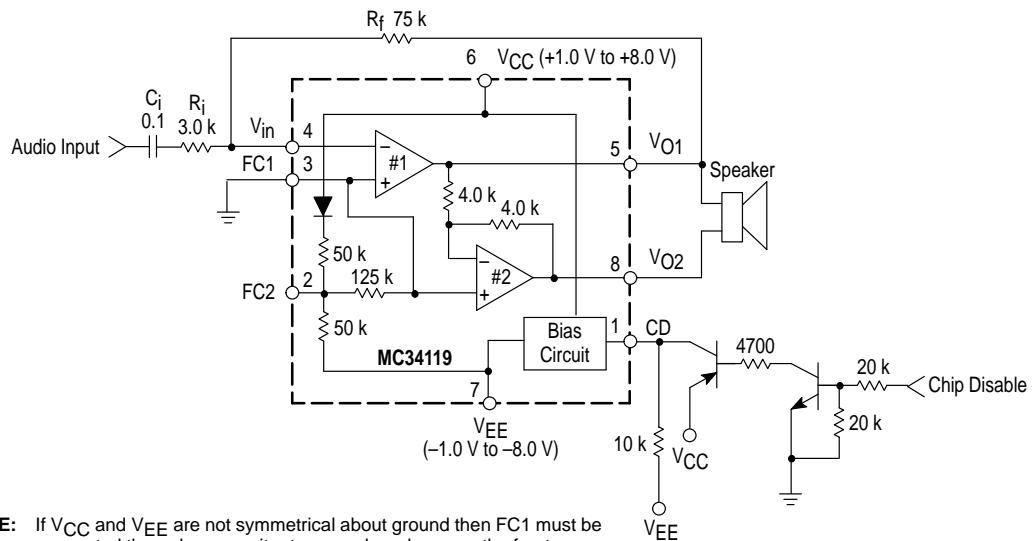 Rf 75 k
6 VCC (+1.0 V to +8.0 V)
Ci
0.1
Ri
3.0 k
Vin
4
Audio Input
FC1
3
#1
5
VO1
Speaker
4.0 k
4.0 k
50 k
2
125 k
FC2
#2
8
VO2
50 k
MC34119
Bias
Circuit
1
CD
4700
20 k
Chip Disable
20 k
7
VEE
(–1.0 V to –8.0 V)
10 k
VCC
VEE
E: If VCC and VEE are not symmetrical about ground then FC1 must be